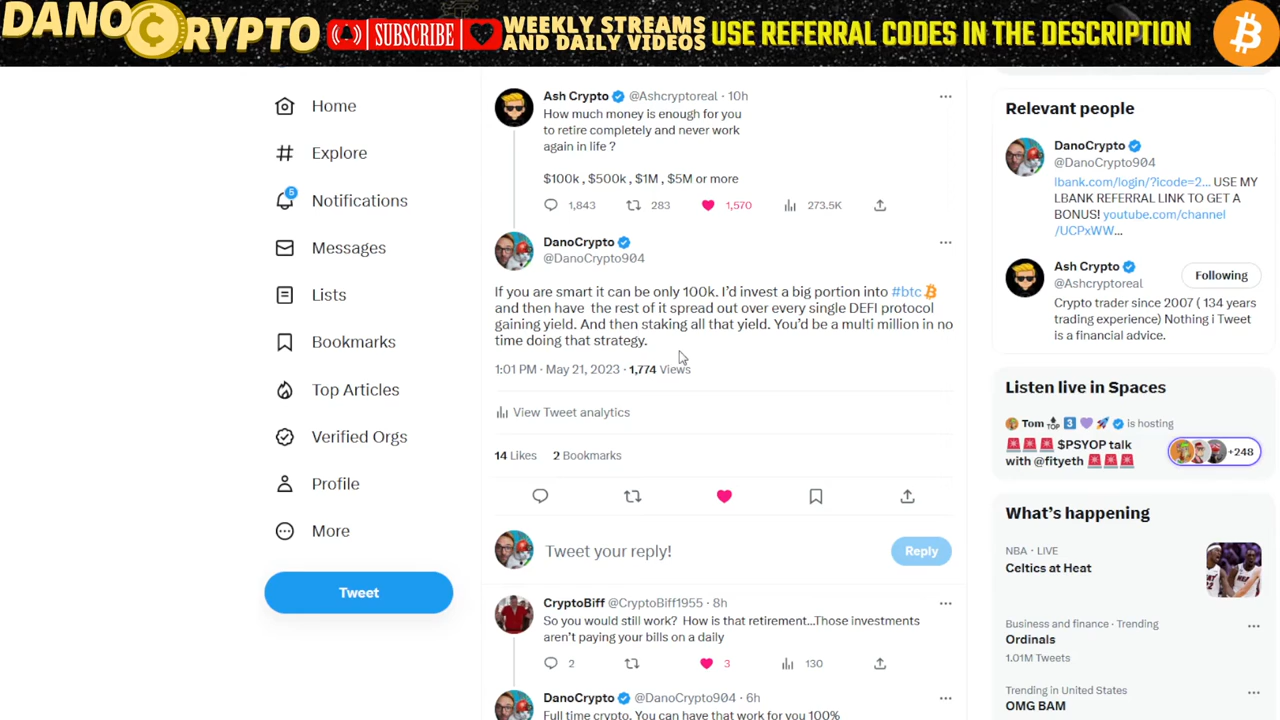 DANO CRYPTO
SUBSCRIBE
WEEKLY STREAMS
AND DAILY VIDEOS
USE REFERRAL CODES IN THE DESCRIPTION
Home
Explore
5
Notifications
Messages
Lists
Bookmarks
Top Articles
Verified Orgs
Profile
More
Tweet
Ash Crypto @Ashcryptoreal · 10h
How much money is enough for you
to retire completely and never work
again in life ?
$100k , $500k , $1M , $5M or more
1,843 283 1,570 273.5K
DanoCrypto
@DanoCrypto904
If you are smart it can be only 100k. I'd invest a big portion into #btc
and then have the rest of it spread out over every single DEFI protocol
gaining yield. And then staking all that yield. You'd be a multi million in no
time doing that strategy.
1:01 PM · May 21, 2023 · 1,774 Views
View Tweet analytics
14 Likes 2 Bookmarks
Tweet your reply!
Reply
CryptoBiff @CryptoBiff1955 · 8h
So you would still work? How is that retirement...Those investments
aren't paying your bills on a daily
2 3 130
DanoCrypto @DanoCrypto904 · 6h
Full time crypto. You can have that work for you 100%
Relevant people
DanoCrypto
@DanoCrypto904
lbank.com/login/?icode=2... USE MY
LBANK REFERRAL LINK TO GET A
BONUS! youtube.com/channel
/UCPxWW...
Ash Crypto
@Ashcryptoreal
Following
Crypto trader since 2007 ( 134 years
trading experience) Nothing i Tweet
is a financial advice.
Listen live in Spaces
Tom TOP 3 is hosting
$PSYOP talk
with @fityeth
+248
What's happening
NBA · LIVE
Celtics at Heat
Business and finance · Trending
Ordinals
1.01M Tweets
Trending in United States
OMG BAM